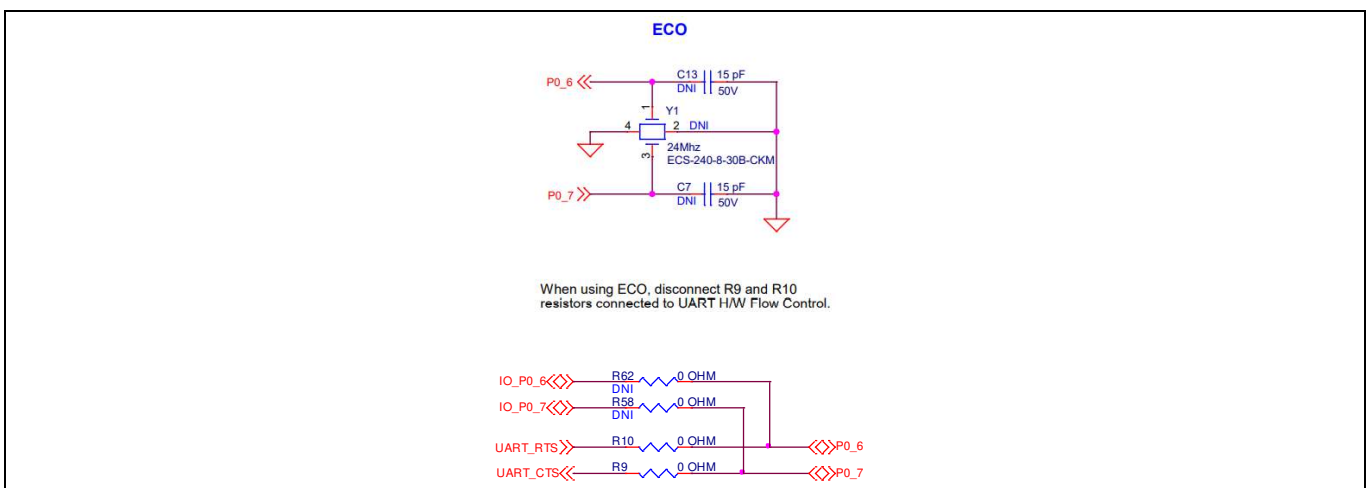 ECO
P0_6
C13 15 pF
DNI 50V
1
Y1
4 2 DNI
3
24Mhz
ECS-240-8-30B-CKM
P0_7
C7 15 pF
DNI 50V
When using ECO, disconnect R9 and R10
resistors connected to UART H/W Flow Control.
IO_P0_6 R62 0 OHM
DNI
IO_P0_7 R58 0 OHM
DNI
UART_RTS R10 0 OHM P0_6
UART_CTS R9 0 OHM P0_7